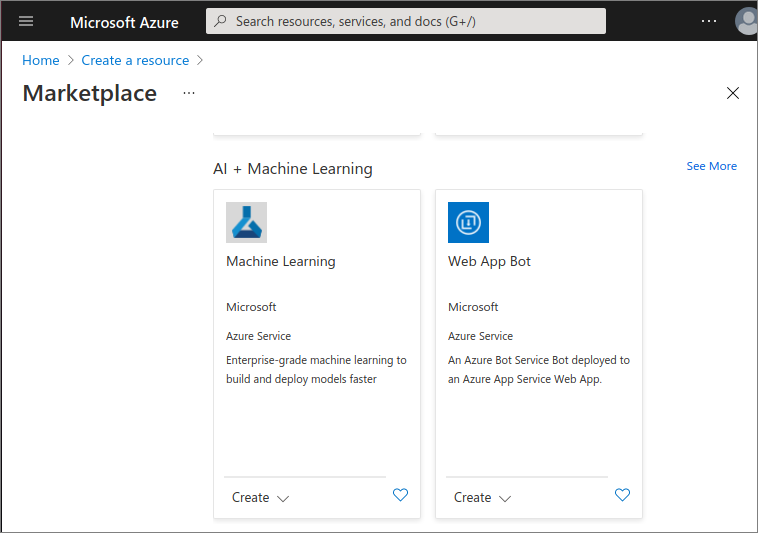 Microsoft Azure
Search resources, services, and docs (G+/)
Home > Create a resource >
Marketplace ...
AI + Machine Learning
See More
Machine Learning
Microsoft
Azure Service
Enterprise-grade machine learning to
build and deploy models faster
Create
Web App Bot
Microsoft
Azure Service
An Azure Bot Service Bot deployed to
an Azure App Service Web App.
Create